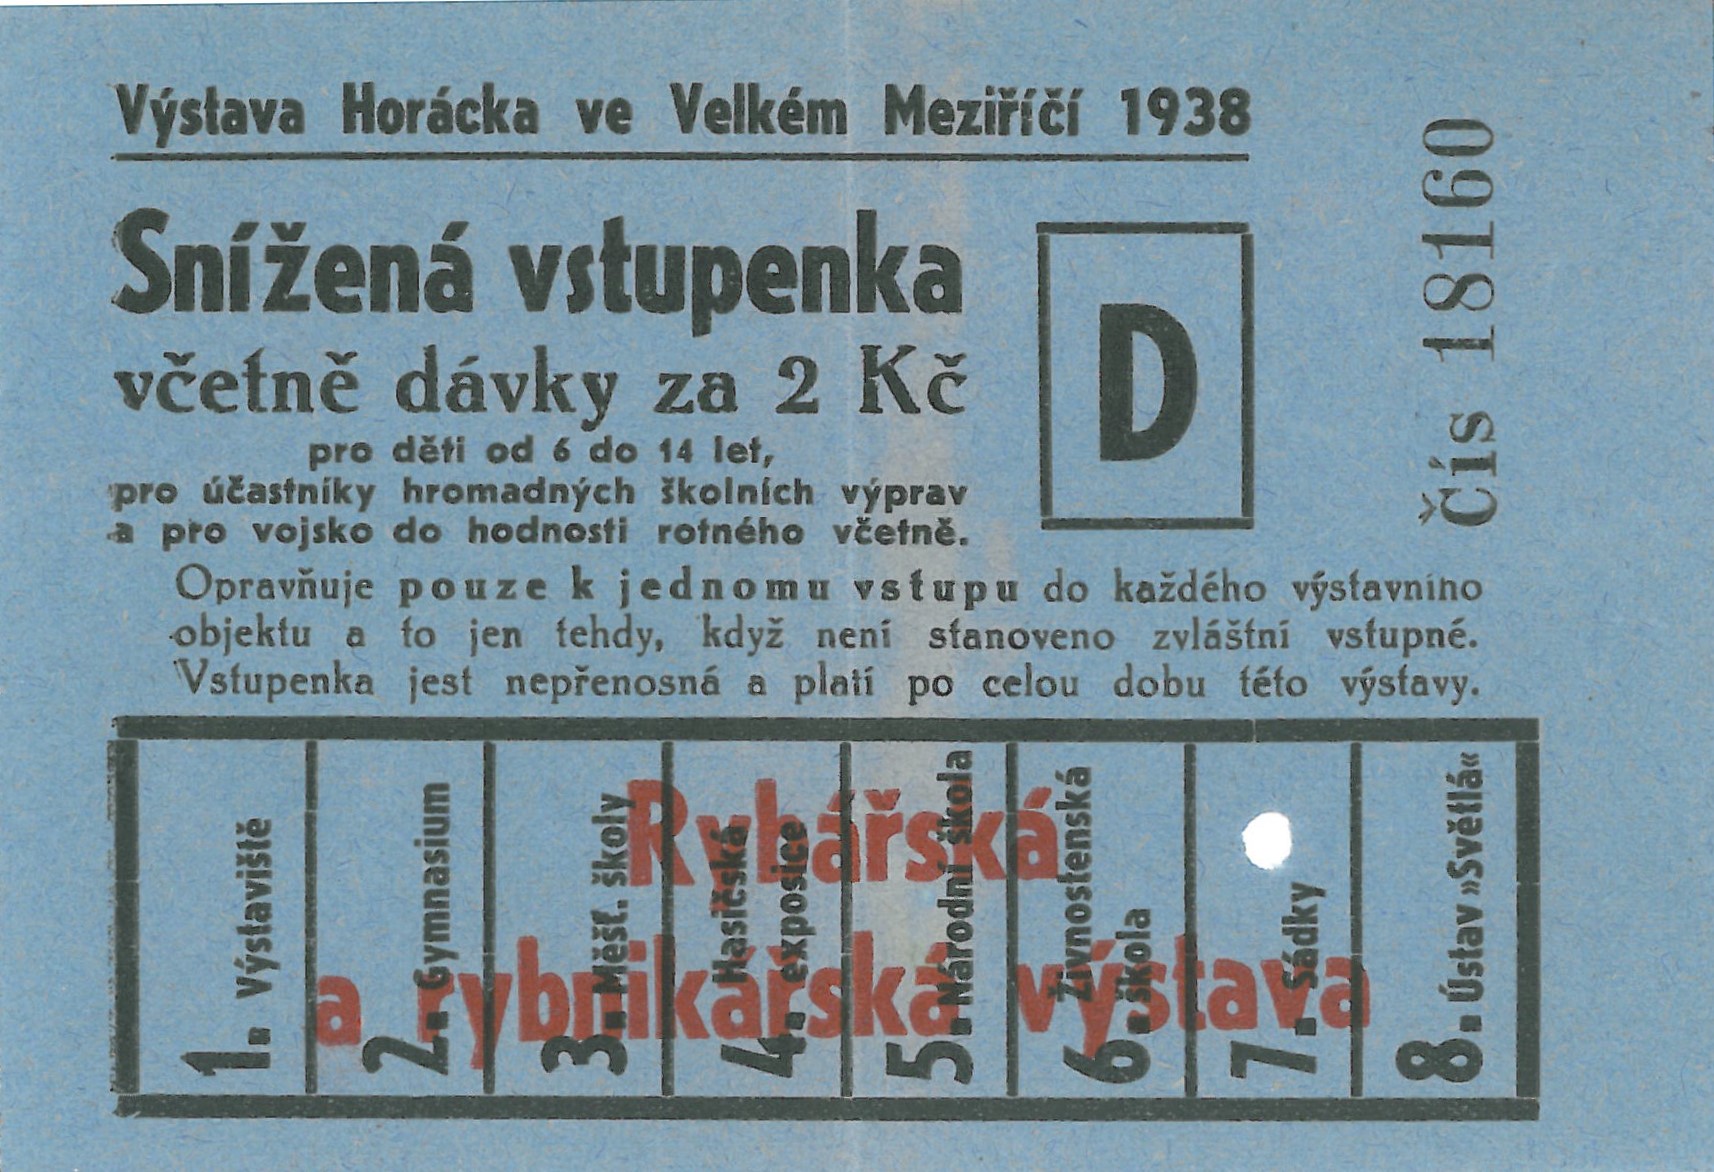 Výstava Horácka ve Velkém Meziříčí 1938
Snížená vstupenka
včetně dávky za 2 Kč
pro děti od 6 do 14 let,
pro účastníky hromadných školních výprav
a pro vojsko do hodnosti rotného včetně.
D
Čís 18160
Opravňuje pouze k jednomu vstupu do každého výstavního
objektu a to jen tehdy, když není stanoveno zvláštní vstupné.
Vstupenka jest nepřenosná a platí po celou dobu této výstavy.
1. Výstaviště
2. Gymnasium
3. Měšť. školy
4. Hasičská
exposice
5. Národní škola
6. Živnostenská
škola
7. Sádky
8. Ústav »Světlá«
Rybářská
a rybnikářská výstava